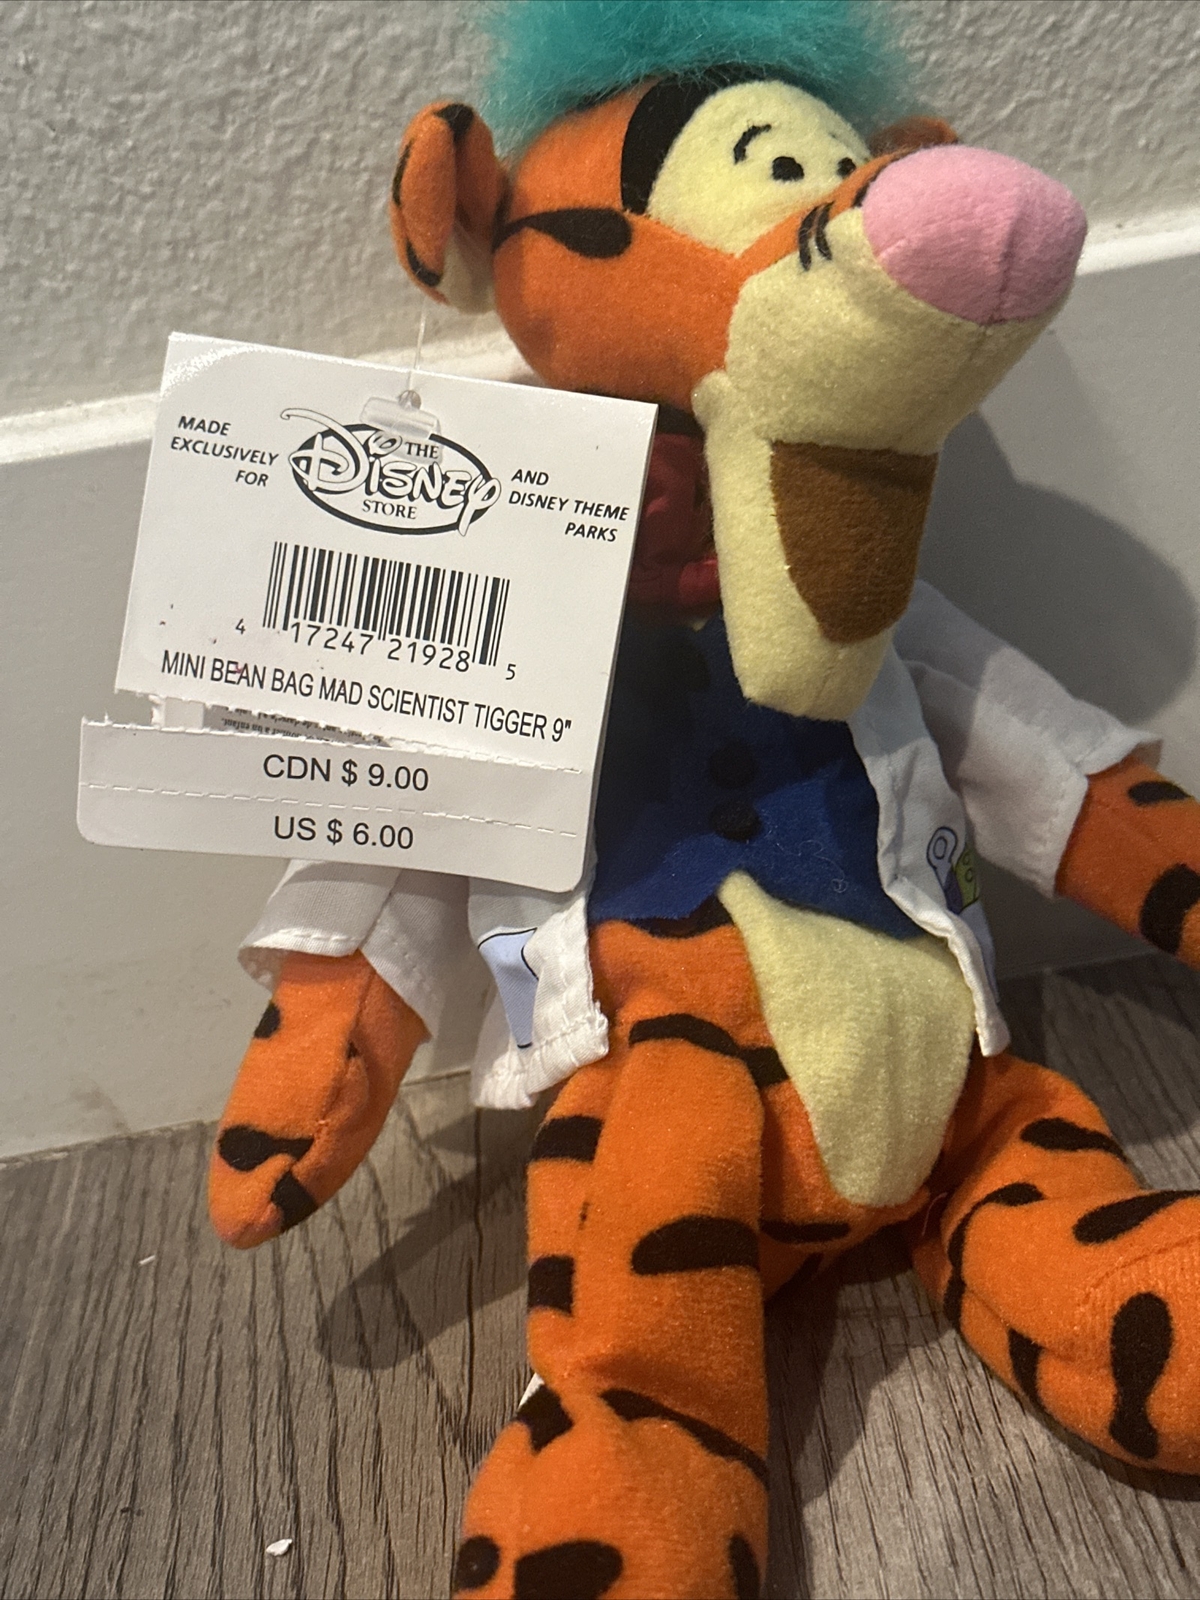 MADE
EXCLUSIVELY
FOR
THE
DISNEY
STORE
AND
DISNEY THEME
PARKS
4 17247 21928 5
MINI BEAN BAG MAD SCIENTIST TIGGER 9"
CDN $ 9.00
US $ 6.00